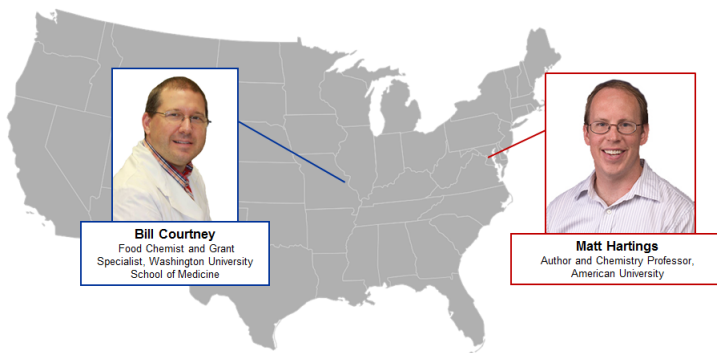 Bill Courtney
Food Chemist and Grant
Specialist, Washington University
School of Medicine
Matt Hartings
Author and Chemistry Professor,
American University